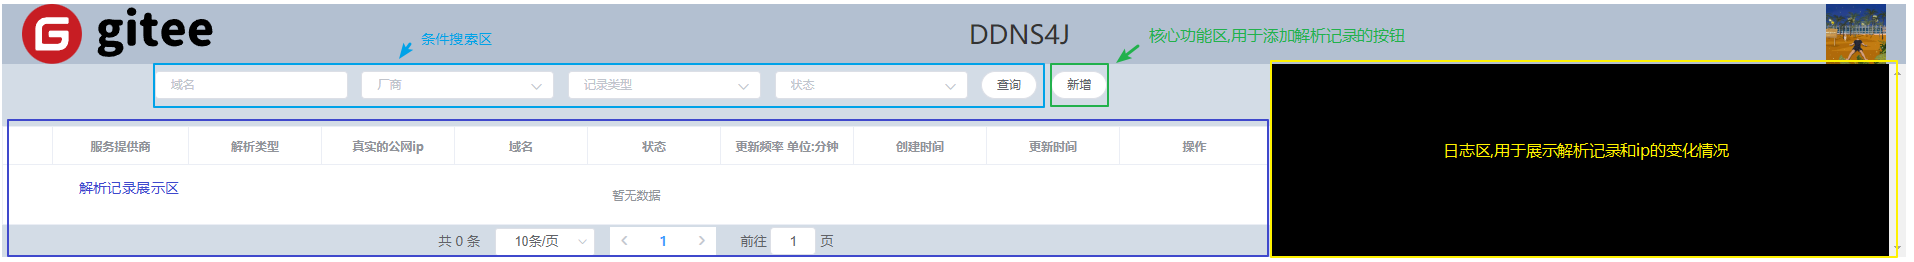 gitee
条件搜索区
DDNS4J
核心功能区,用于添加解析记录的按钮
域名 厂商 记录类型 状态 查询 新增
服务提供商 解析类型 真实的公网ip 域名 状态 更新频率 单位:分钟 创建时间 更新时间 操作
日志区,用于展示解析记录和ip的变化情况
解析记录展示区
暂无数据
共 0 条 10条/页 1 前往 1 页